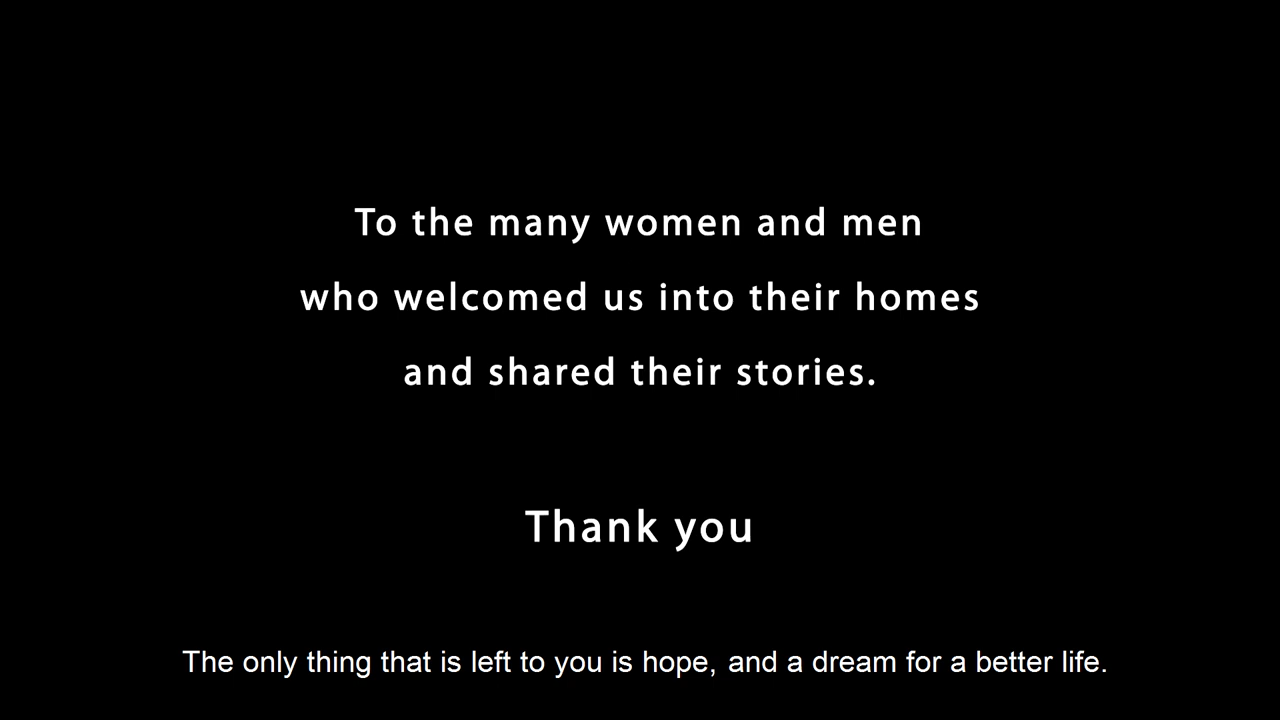 To the many women and men
who welcomed us into their homes
and shared their stories.
Thank you
The only thing that is left to you is hope, and a dream for a better life.